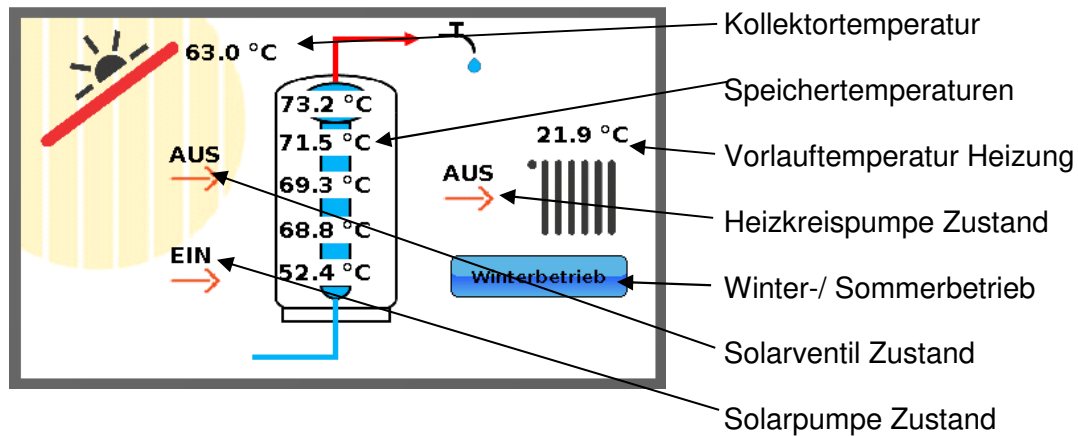 63.0 °C
73.2 °C
71.5 °C
69.3 °C
68.8 °C
52.4 °C
AUS
EIN
21.9 °C
AUS
Winterbetrieb
Kollektortemperatur
Speichertemperaturen
Vorlauftemperatur Heizung
Heizkreispumpe Zustand
Winter-/ Sommerbetrieb
Solarventil Zustand
Solarpumpe Zustand